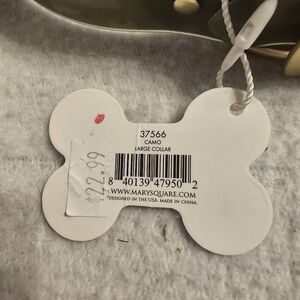 37566
CAMO
LARGE COLLAR
8 40139 47950 2
WWW.MARYSQUARE.COM
*DESIGNED IN THE USA. MADE IN CHINA.
$22.99